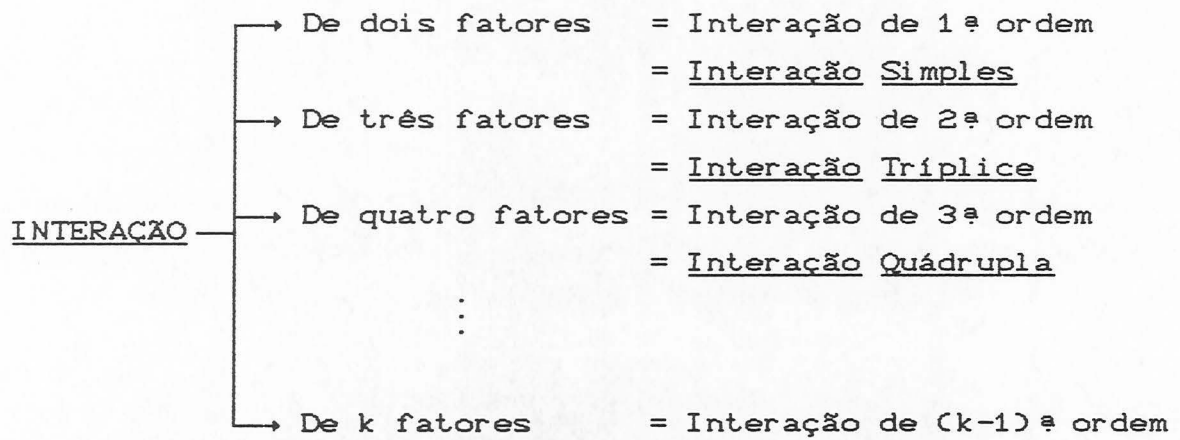 De dois fatores = Interação de 1ª ordem
= Interação Simples
De três fatores = Interação de 2ª ordem
= Interação Tríplice
INTERAÇÃO
De quatro fatores = Interação de 3ª ordem
= Interação Quádrupla
⋮
De k fatores = Interação de (k-1)ª ordem